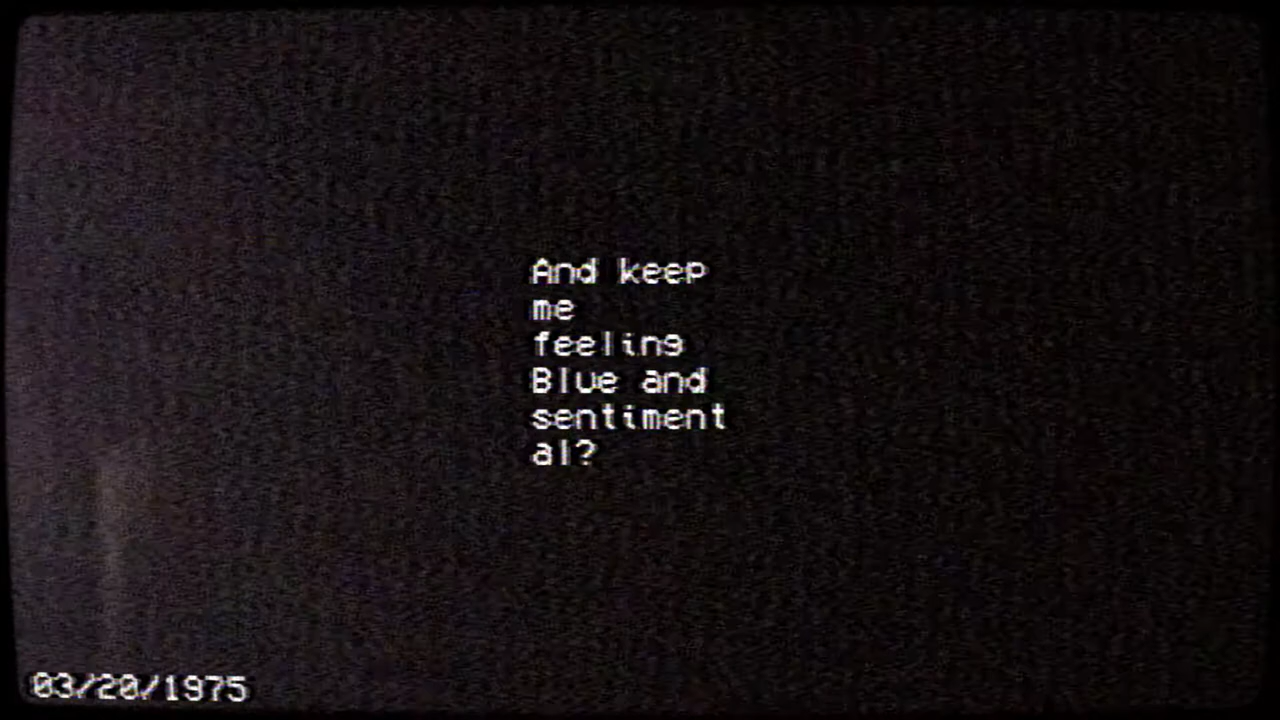 And keep
me
feeling
Blue and
sentiment
al?
03/20/1975